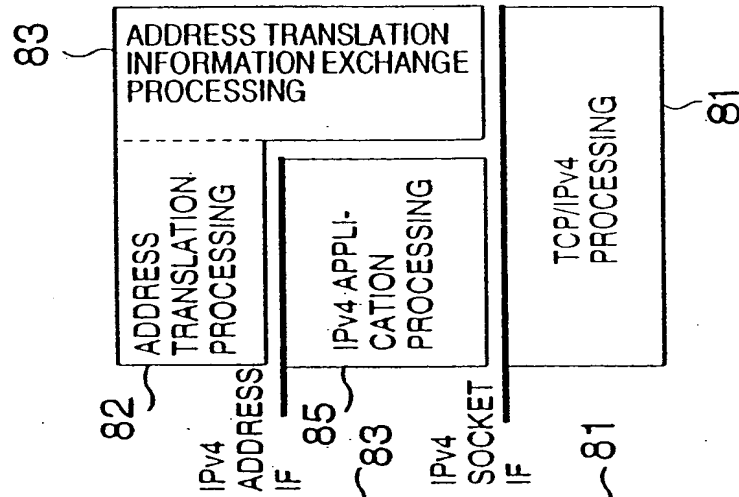 83
ADDRESS TRANSLATION
INFORMATION EXCHANGE
PROCESSING
ADDRESS
TRANSLATION
PROCESSING
82
IPv4
ADDRESS
IF
IPv4 APPLI-
CATION
PROCESSING
85
83
IPv4
SOCKET
IF
TCP/IPv4
PROCESSING
81
81